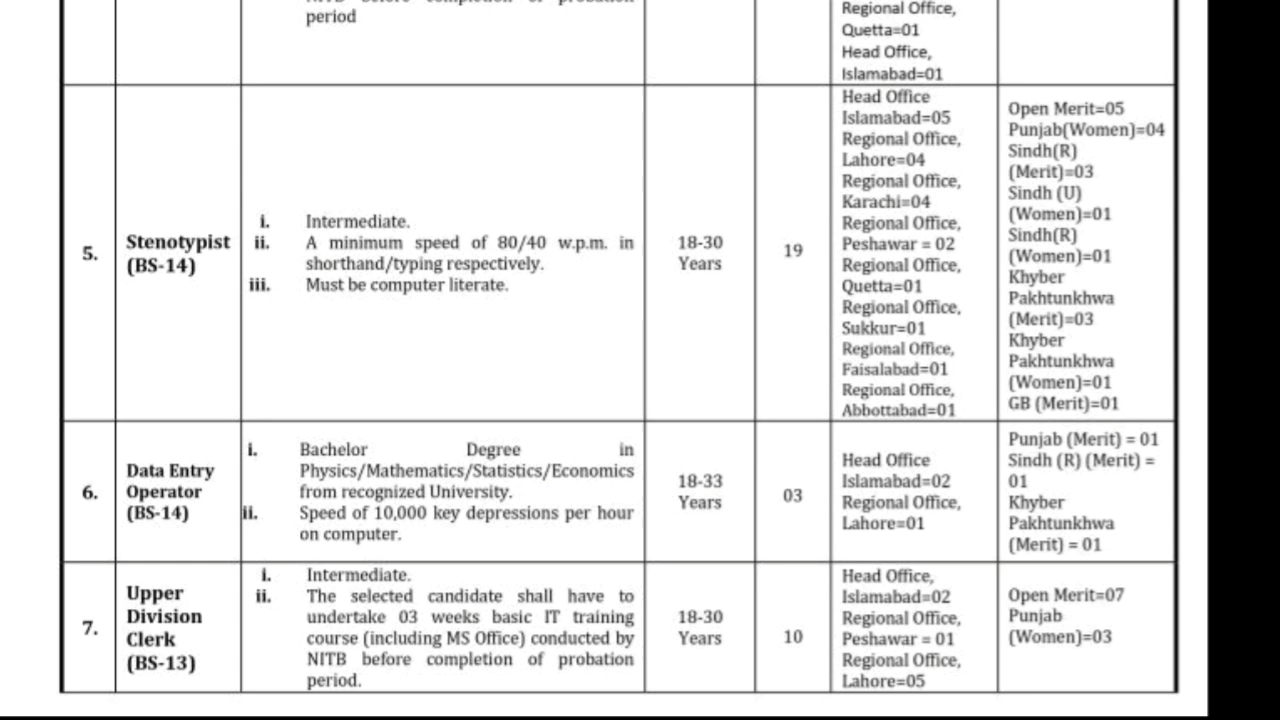 NITB before completion of probation
period
Regional Office,
Quetta=01
Head Office,
Islamabad=01
5.
Stenotypist
(BS-14)
i. Intermediate.
ii. A minimum speed of 80/40 w.p.m. in
shorthand/typing respectively.
iii. Must be computer literate.
18-30
Years
19
Head Office
Islamabad=05
Regional Office,
Lahore=04
Regional Office,
Karachi=04
Regional Office,
Peshawar = 02
Regional Office,
Quetta=01
Regional Office,
Sukkur=01
Regional Office,
Faisalabad=01
Regional Office,
Abbottabad=01
Open Merit=05
Punjab(Women)=04
Sindh(R)
(Merit)=03
Sindh (U)
(Women)=01
Sindh(R)
(Women)=01
Khyber
Pakhtunkhwa
(Merit)=03
Khyber
Pakhtunkhwa
(Women)=01
GB (Merit)=01
6.
Data Entry
Operator
(BS-14)
i. Bachelor Degree in
Physics/Mathematics/Statistics/Economics
from recognized University.
ii. Speed of 10,000 key depressions per hour
on computer.
18-33
Years
03
Head Office
Islamabad=02
Regional Office,
Lahore=01
Punjab (Merit) = 01
Sindh (R) (Merit) =
01
Khyber
Pakhtunkhwa
(Merit) = 01
7.
Upper
Division
Clerk
(BS-13)
i. Intermediate.
ii. The selected candidate shall have to
undertake 03 weeks basic IT training
course (including MS Office) conducted by
NITB before completion of probation
period.
18-30
Years
10
Head Office,
Islamabad=02
Regional Office,
Peshawar = 01
Regional Office,
Lahore=05
Open Merit=07
Punjab
(Women)=03